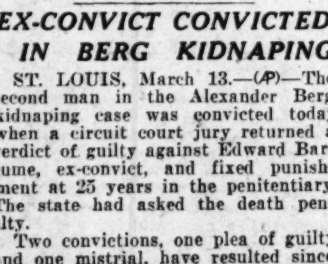 EX-CONVICT CONVICTED
IN BERG KIDNAPING
ST. LOUIS, March 13.—(AP)—The
second man in the Alexander Berg
kidnaping case was convicted today
when a circuit court jury returned a
verdict of guilty against Edward Bar-
ume, ex-convict, and fixed punish-
ment at 25 years in the penitentiary.
The state had asked the death pen-
alty.
Two convictions, one plea of guilty
and one mistrial, have resulted since